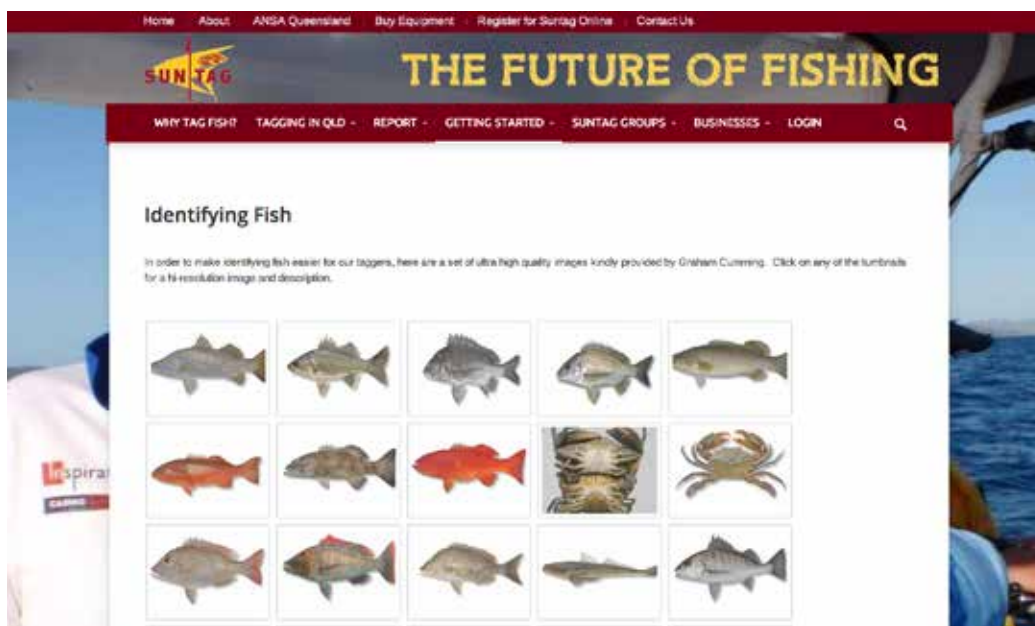 Home About ANSA Queensland Buy Equipment Register for Suntag Online Contact Us
SUNTAG
THE FUTURE OF FISHING
WHY TAG FISH? TAGGING IN QLD REPORT GETTING STARTED SUNTAG GROUPS BUSINESSES LOGIN
Identifying Fish
In order to make identifying fish easier for our taggers, here are a set of ultra high quality images kindly provided by Graham Cumming. Click on any of the tumbnails
for a hi-resolution image and description.